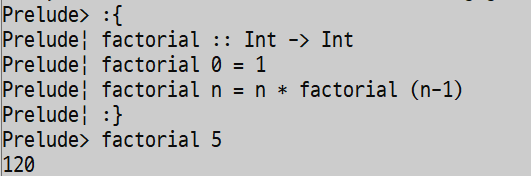 Prelude> :{
Prelude¦ factorial :: Int -> Int
Prelude¦ factorial 0 = 1
Prelude¦ factorial n = n * factorial (n-1)
Prelude¦ :}
Prelude> factorial 5
120